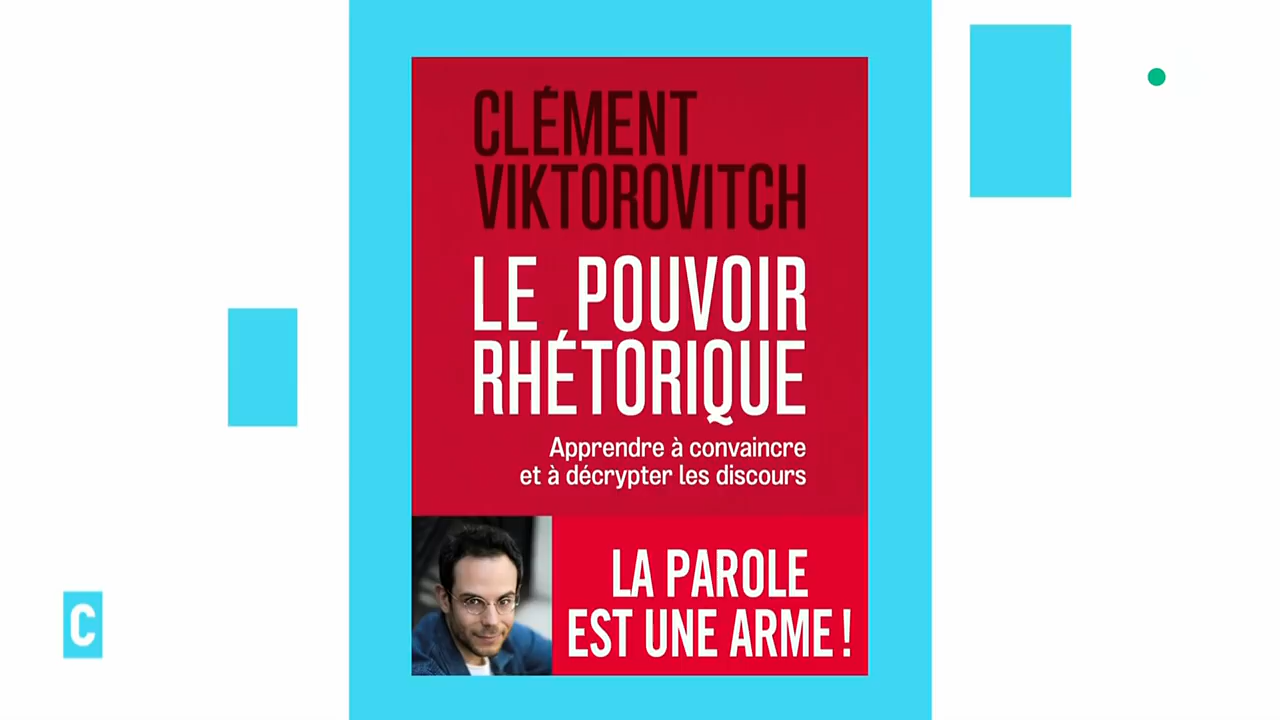 CLÉMENT
VIKTOROVITCH
LE POUVOIR
RHÉTORIQUE
Apprendre à convaincre
et à décrypter les discours
LA PAROLE
EST UNE ARME !
C